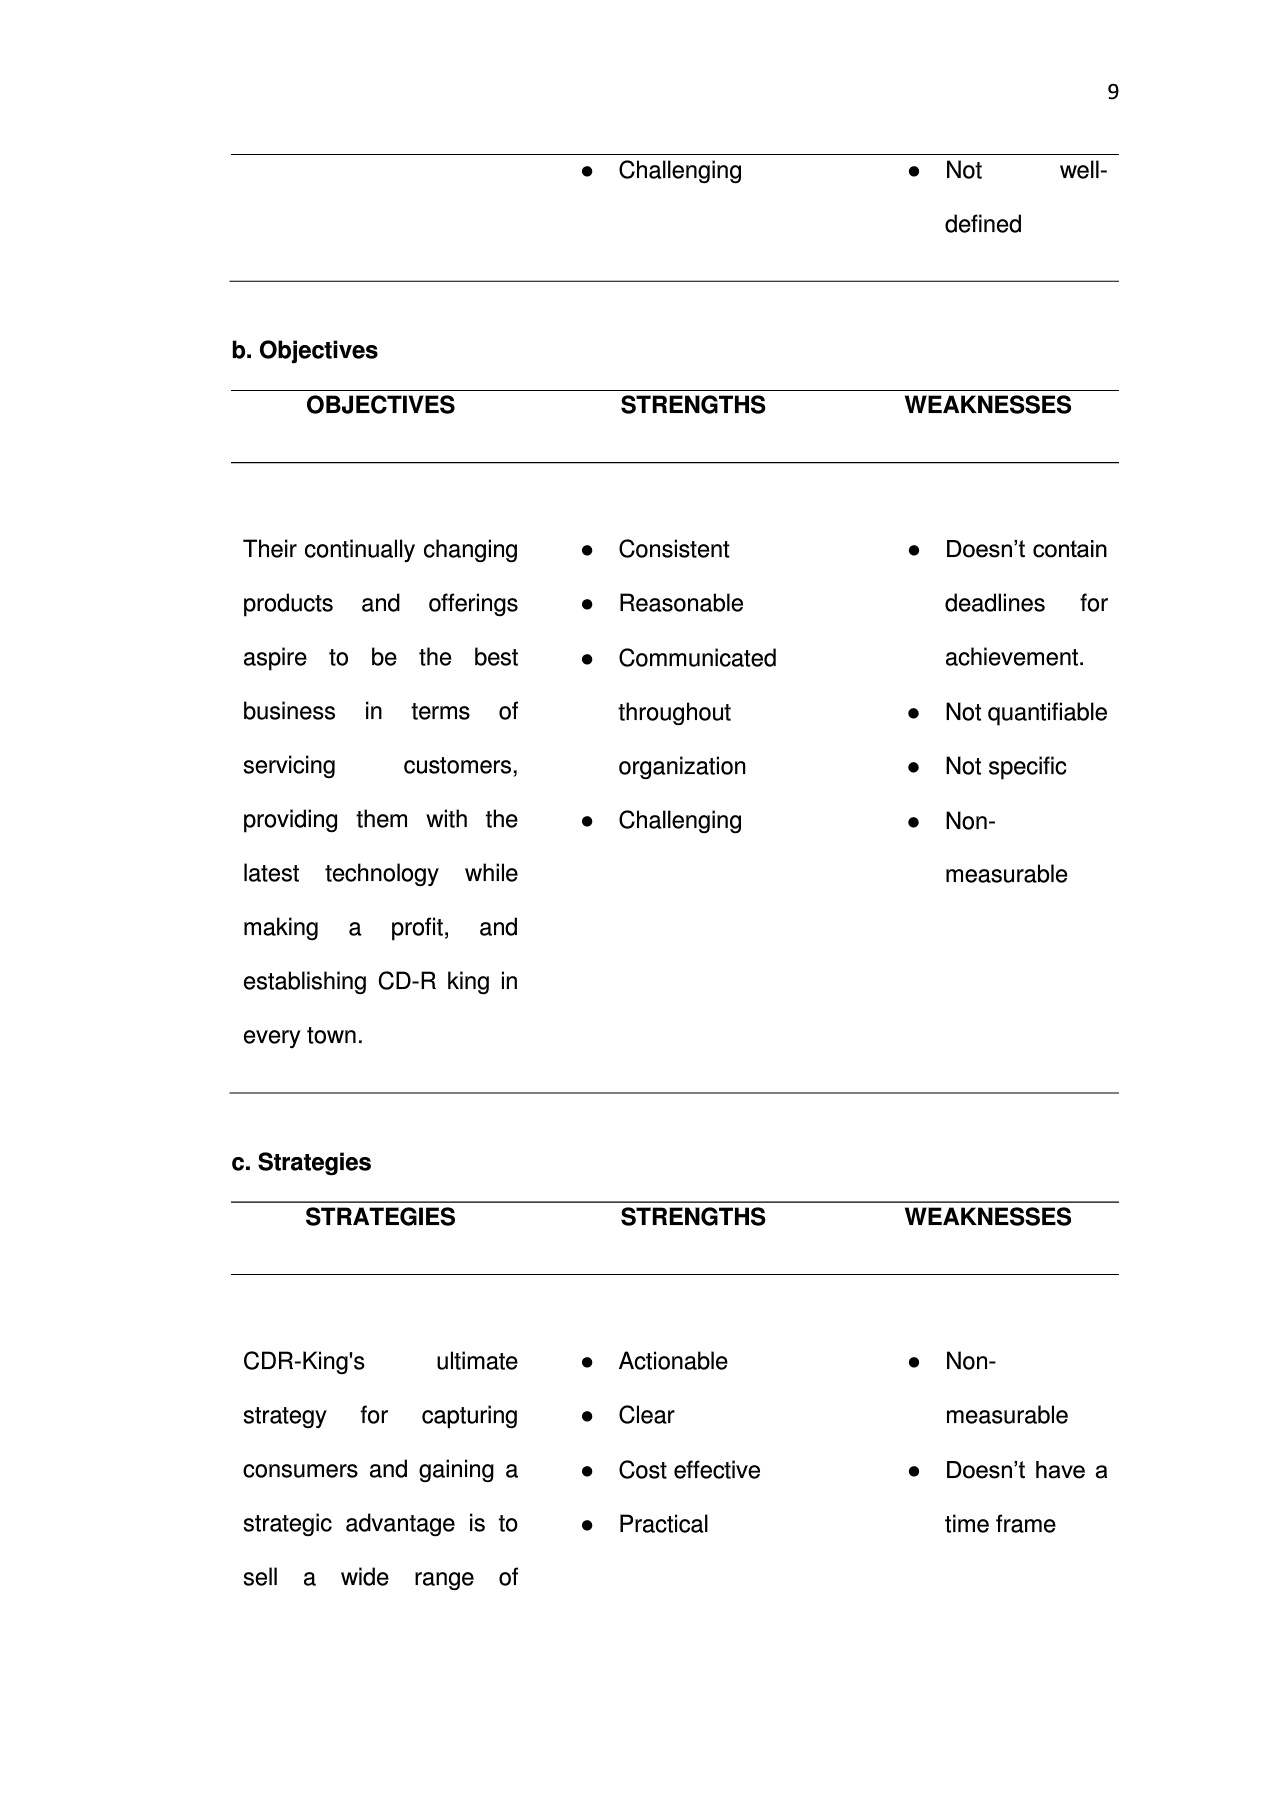 9
● Challenging
● Not well-
defined
b. Objectives
OBJECTIVES STRENGTHS WEAKNESSES
Their continually changing
products and offerings
aspire to be the best
business in terms of
servicing customers,
providing them with the
latest technology while
making a profit, and
establishing CD-R king in
every town.
● Consistent
● Reasonable
● Communicated
throughout
organization
● Challenging
● Doesn’t contain
deadlines for
achievement.
● Not quantifiable
● Not specific
● Non-
measurable
c. Strategies
STRATEGIES STRENGTHS WEAKNESSES
CDR-King's ultimate
strategy for capturing
consumers and gaining a
strategic advantage is to
sell a wide range of
● Actionable
● Clear
● Cost effective
● Practical
● Non-
measurable
● Doesn’t have a
time frame